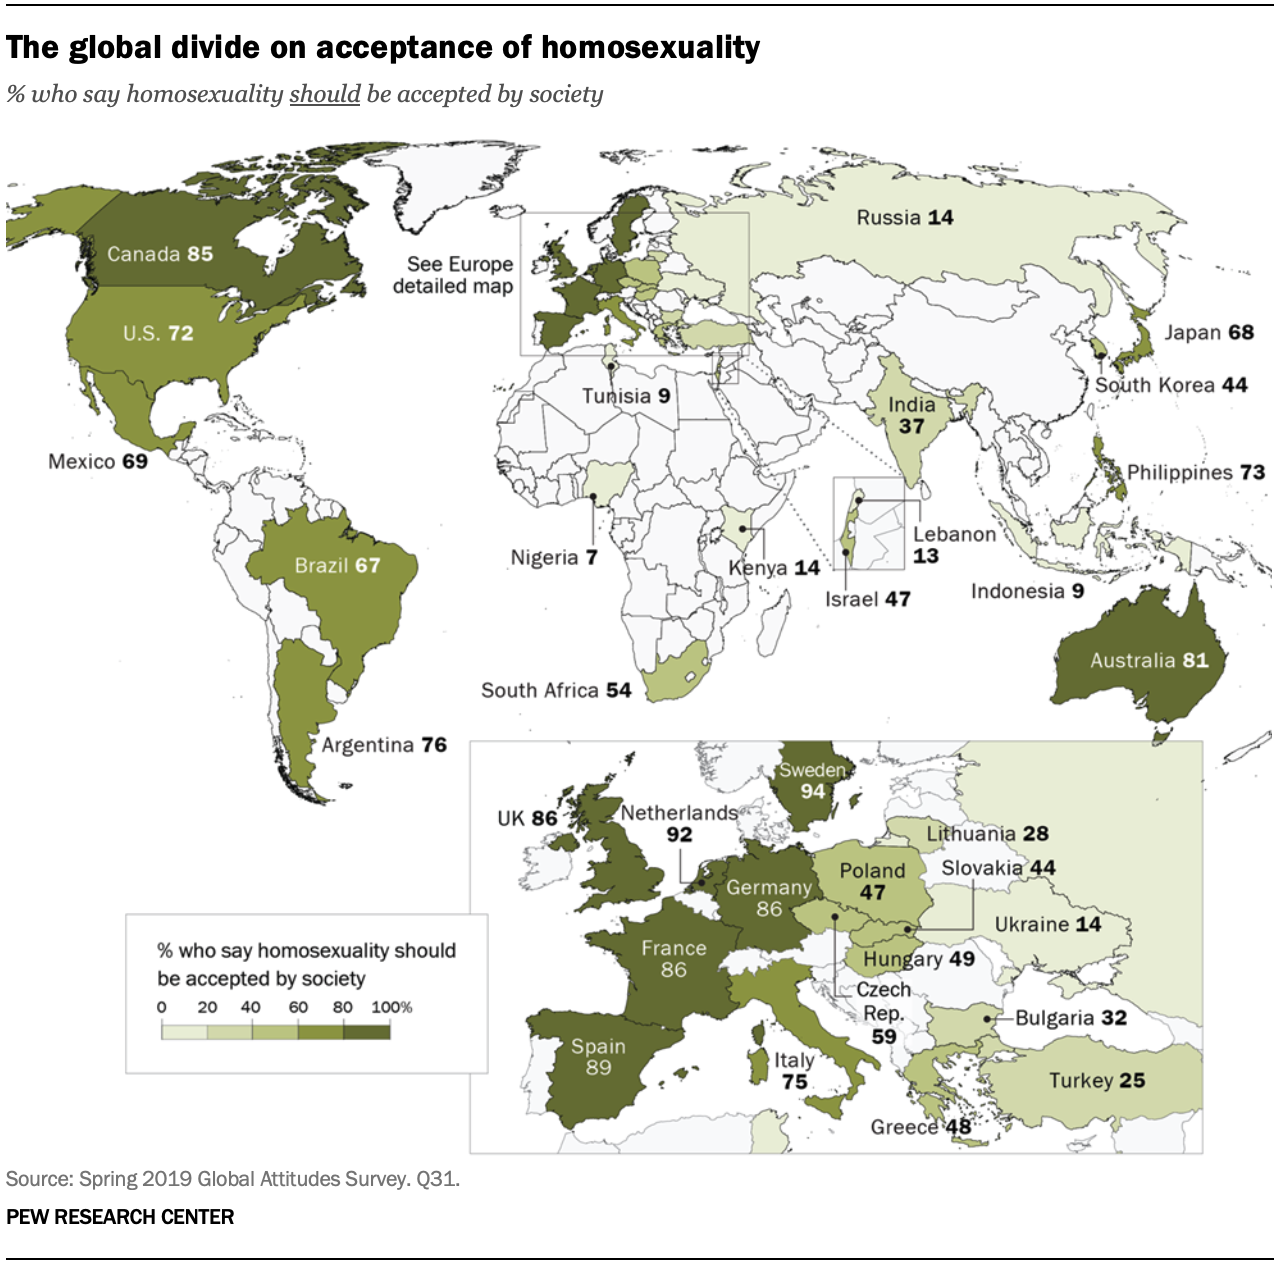 The global divide on acceptance of homosexuality
% who say homosexuality should be accepted by society
Russia 14
Canada 85
See Europe
detailed map
U.S. 72
Japan 68
South Korea 44
Tunisia 9
India
37
Mexico 69
Philippines 73
Lebanon
13
Nigeria 7
Kenya 14
Brazil 67
Israel 47
Indonesia 9
Australia 81
South Africa 54
Argentina 76
Sweden
94
UK 86
Netherlands
92
Lithuania 28
Slovakia 44
Poland
47
Germany
86
Ukraine 14
France
86
Hungary 49
Czech
Rep.
59
Bulgaria 32
Spain
89
Italy
75
Turkey 25
Greece 48
% who say homosexuality should
be accepted by society
0 20 40 60 80 100%
Source: Spring 2019 Global Attitudes Survey. Q31.
PEW RESEARCH CENTER